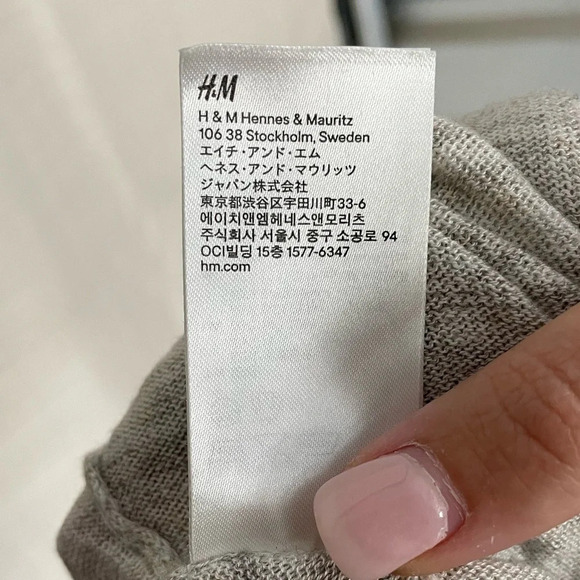 H&M
H & M Hennes & Mauritz
106 38 Stockholm, Sweden
エイチ・アンド・エム
ヘネス・アンド・マウリッツ
ジャパン株式会社
東京都渋谷区宇田川町33-6
에이치앤엠헤네스앤모리츠
주식회사 서울시 중구 소공로 94
OCI빌딩 15층 1577-6347
hm.com